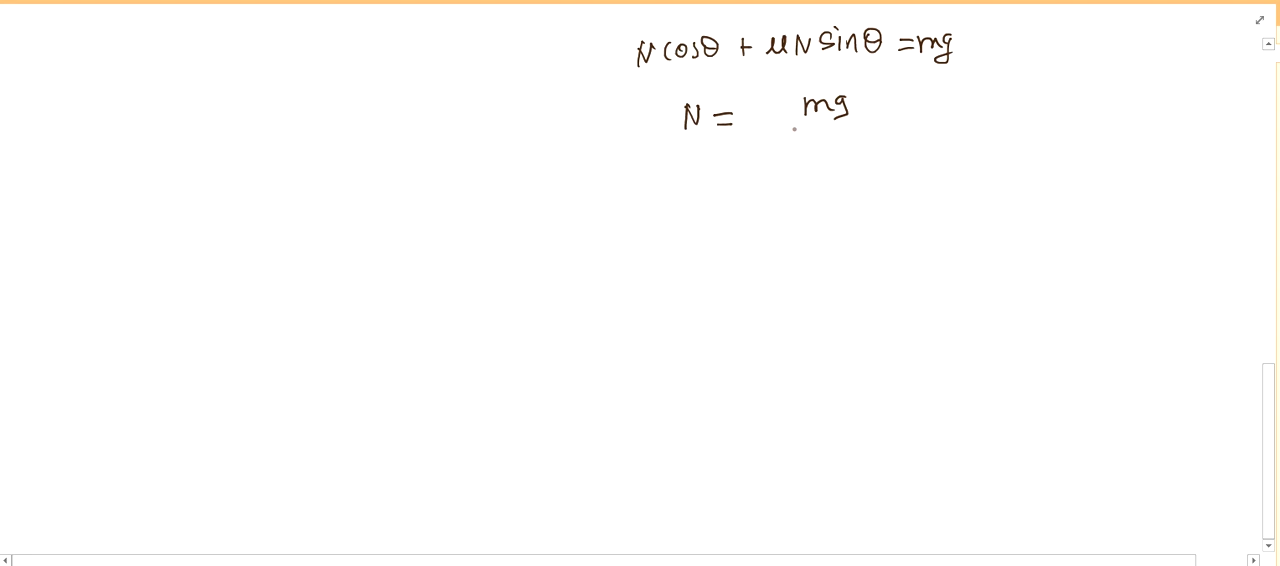 N cosθ + μN sinθ = mg
N = mg